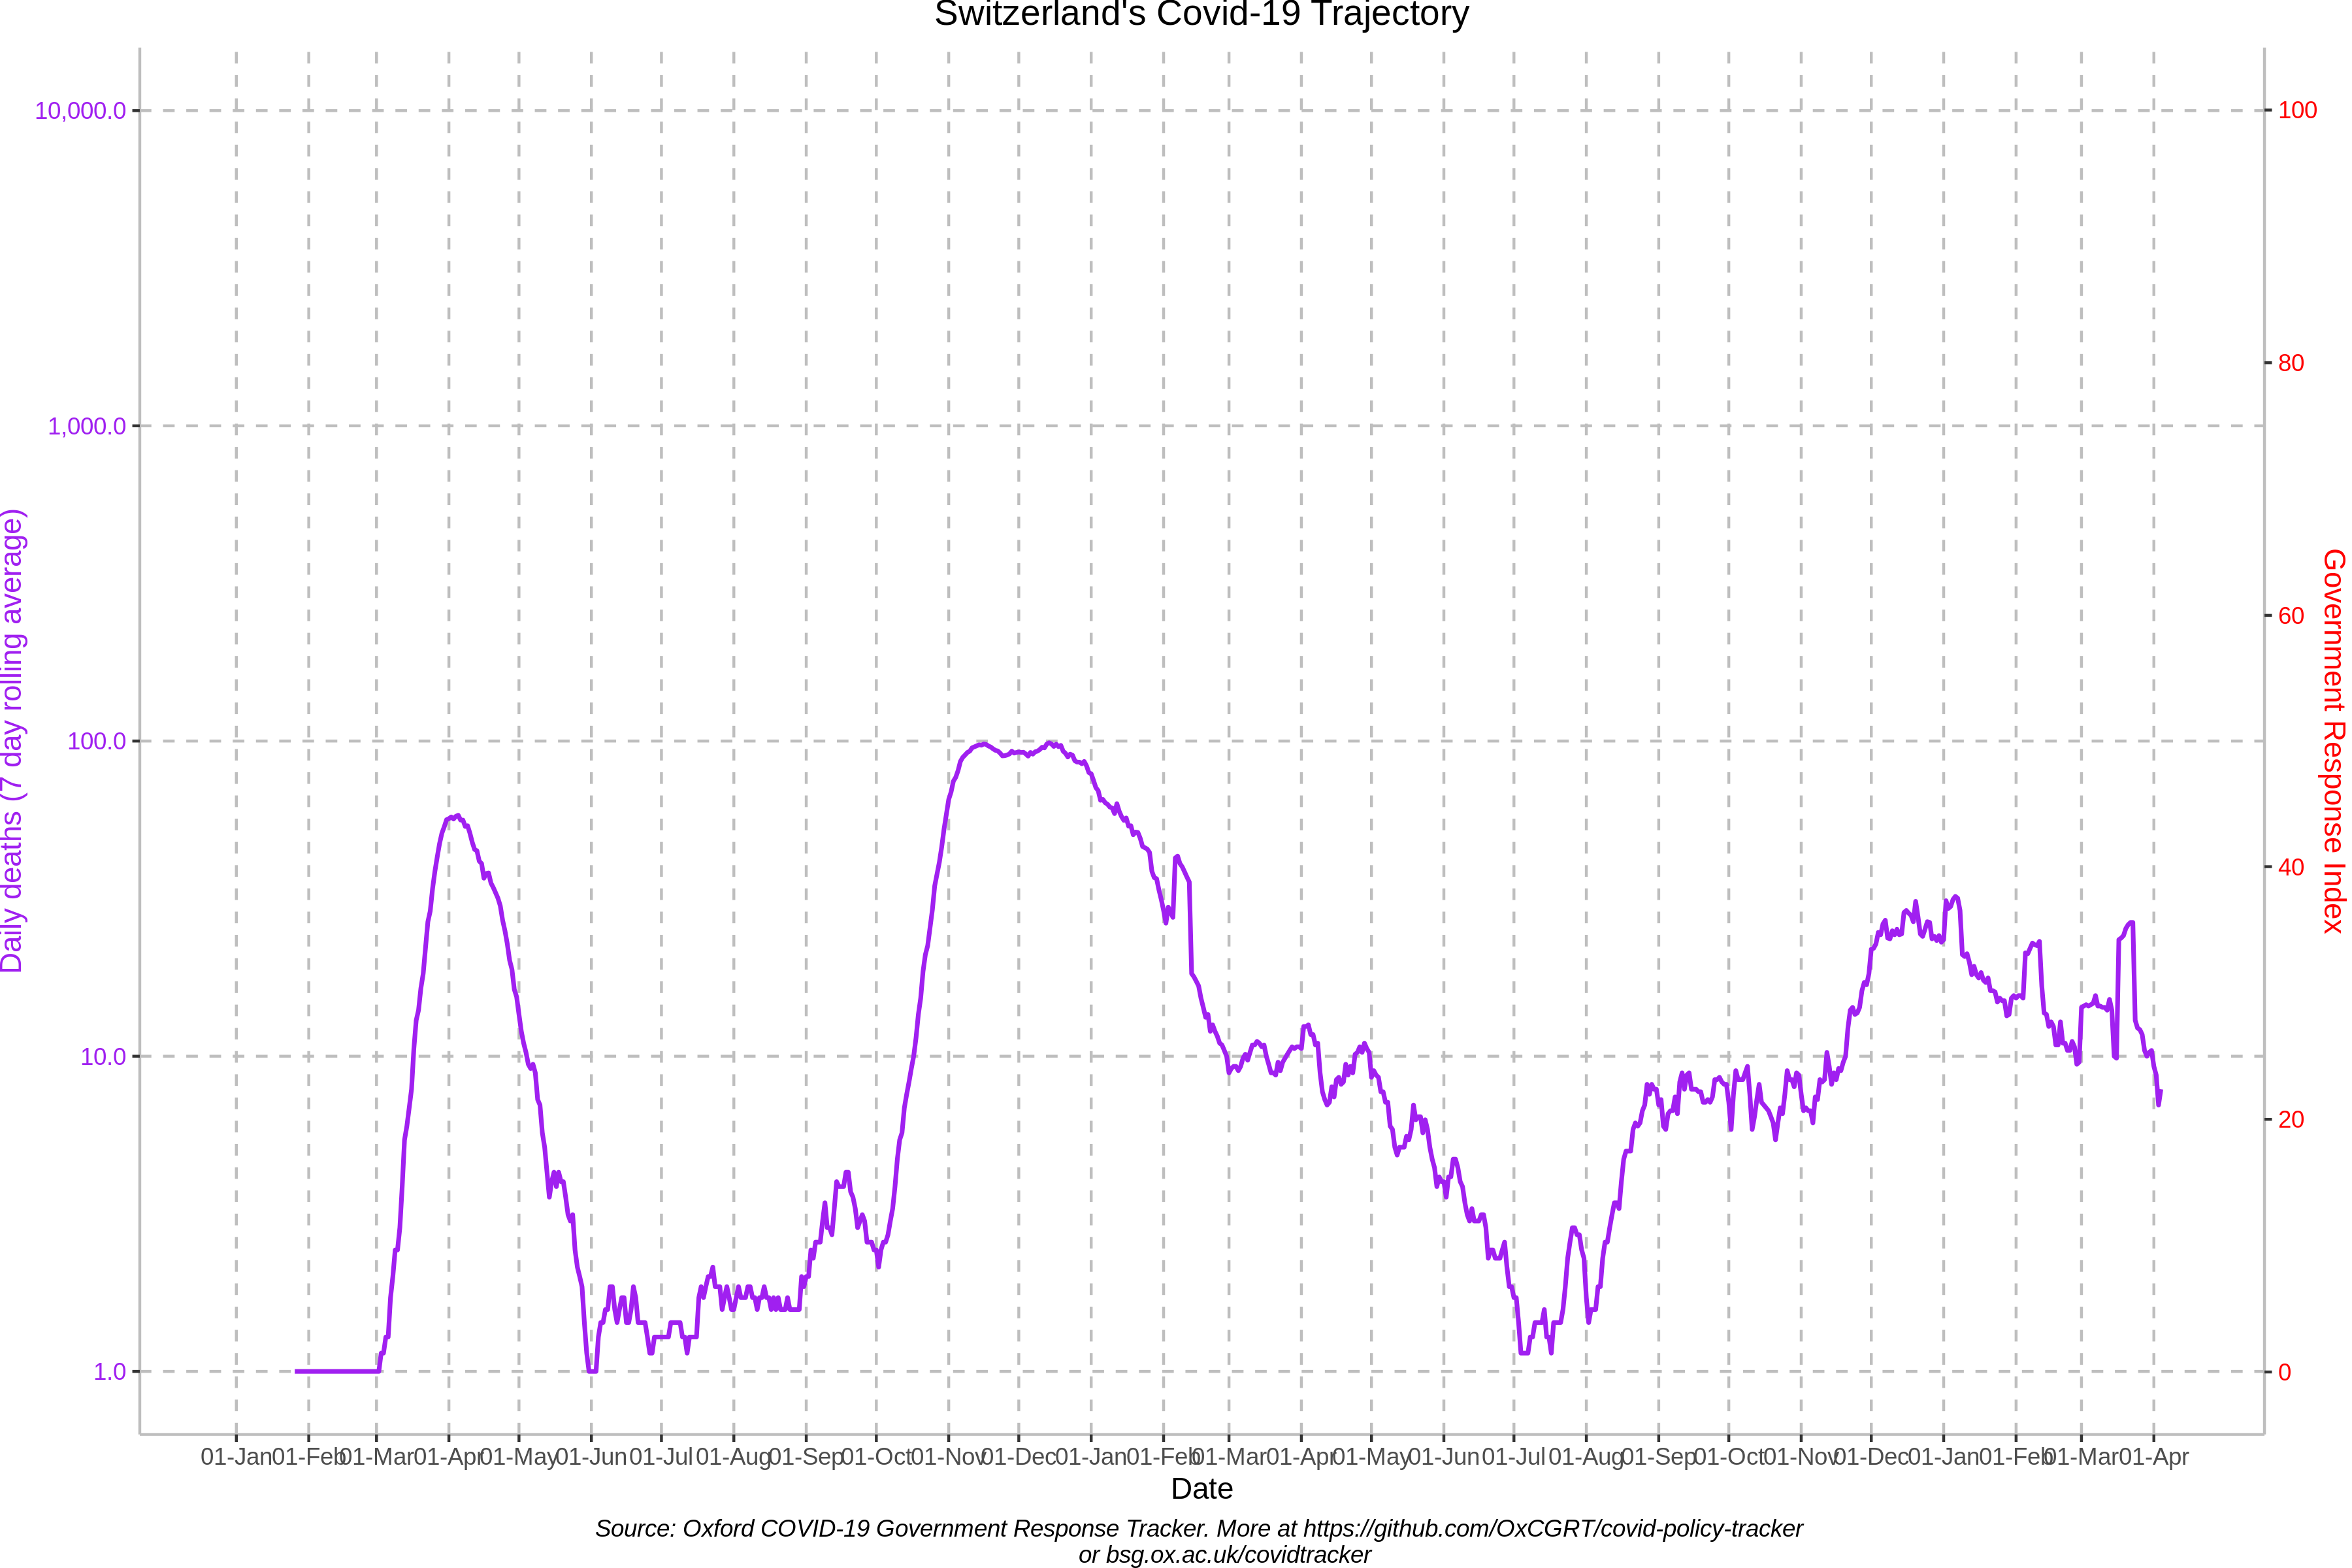 Switzerland's Covid-19 Trajectory
10,000.0
1,000.0
100.0
10.0
1.0
Daily deaths (7 day rolling average)
100
80
60
40
20
0
Government Response Index
01-Jan 01-Feb 01-Mar 01-Apr 01-May 01-Jun 01-Jul 01-Aug 01-Sep 01-Oct 01-Nov 01-Dec 01-Jan 01-Feb 01-Mar 01-Apr 01-May 01-Jun 01-Jul 01-Aug 01-Sep 01-Oct 01-Nov 01-Dec 01-Jan 01-Feb 01-Mar 01-Apr
Date
Source: Oxford COVID-19 Government Response Tracker. More at https://github.com/OxCGRT/covid-policy-tracker
or bsg.ox.ac.uk/covidtracker